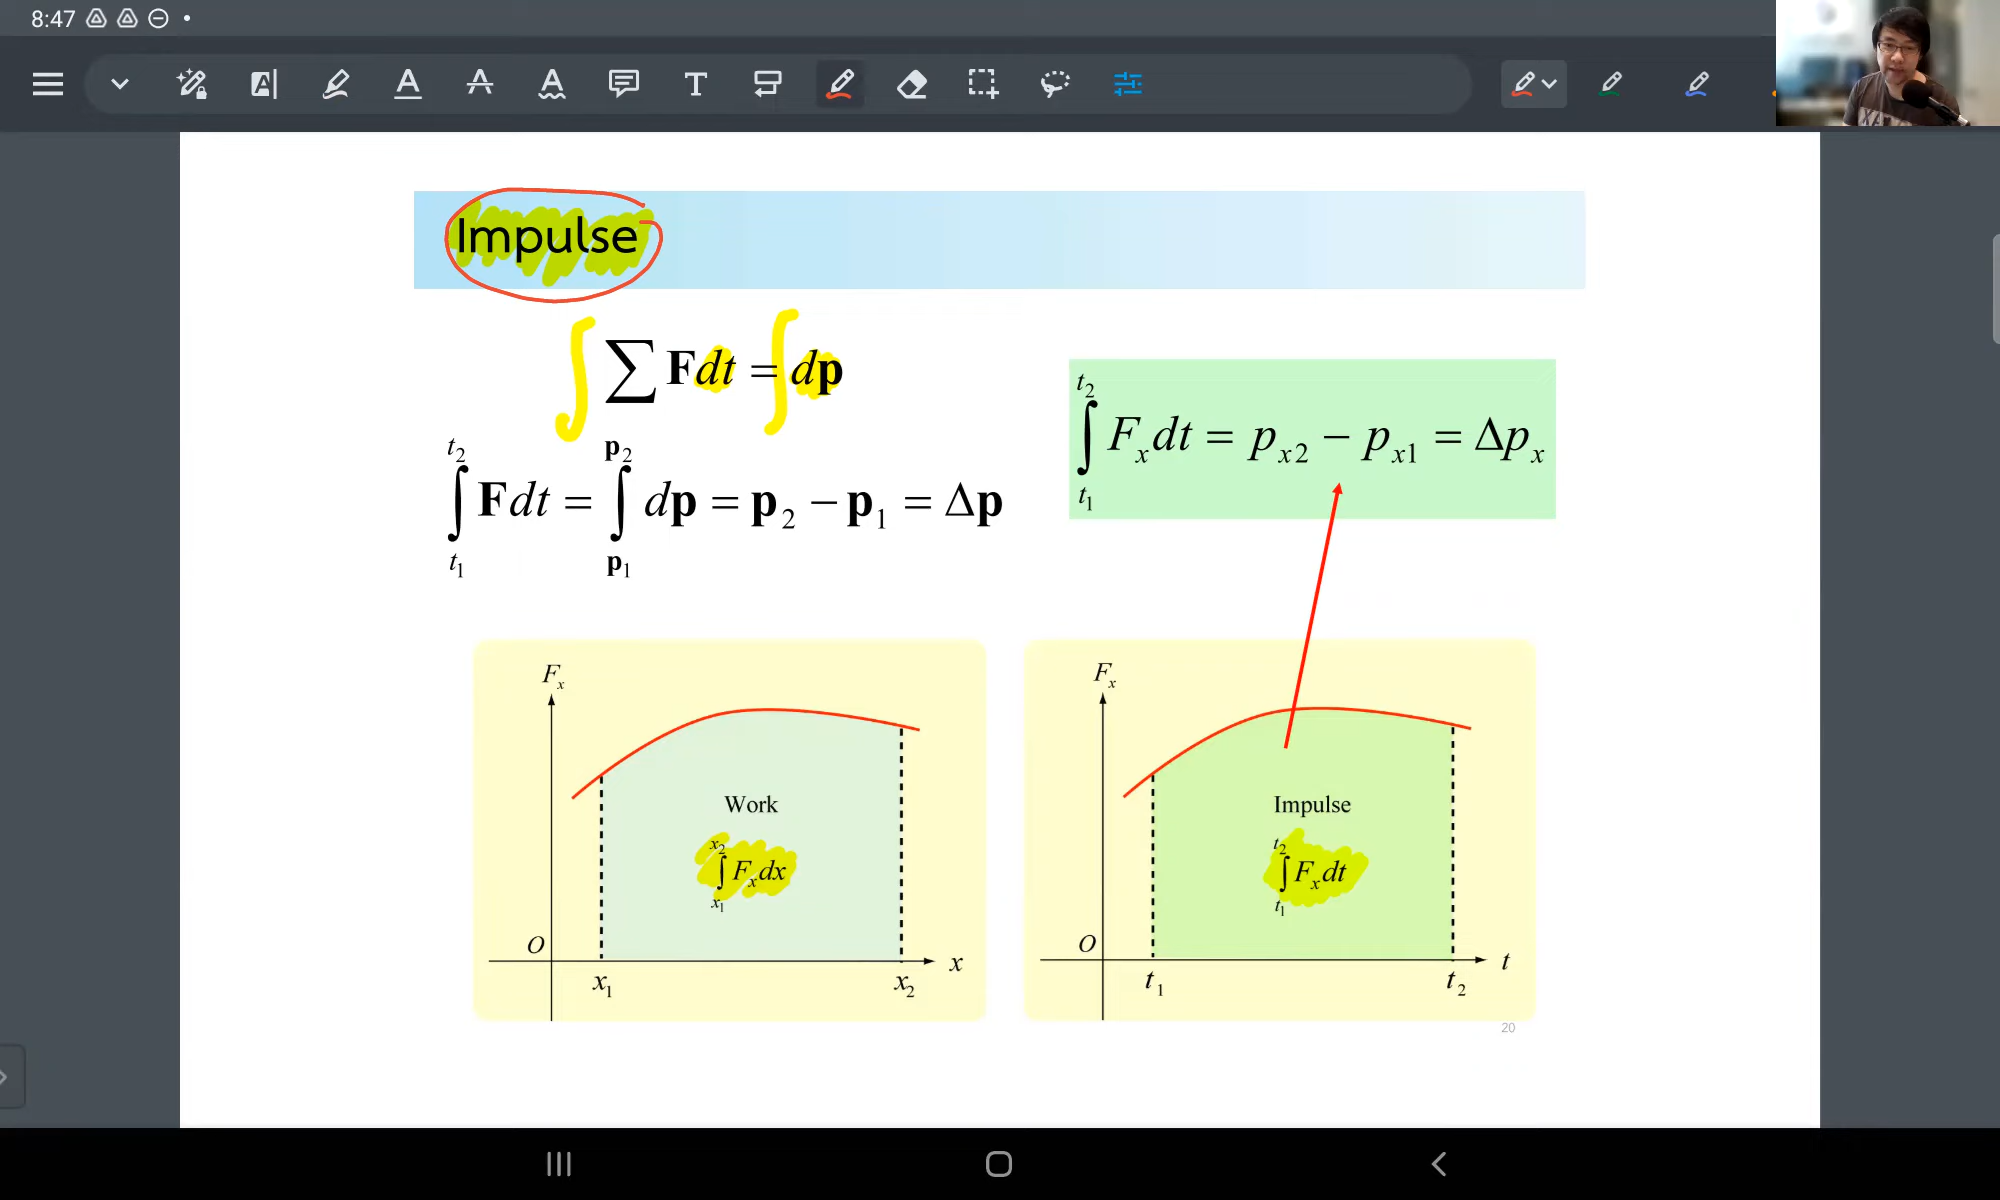 8:47
Impulse
∫ ∑ Fdt = ∫ dp
∫_{t₁}^{t₂} Fdt = ∫_{p₁}^{p₂} dp = p₂ − p₁ = Δp
∫_{t₁}^{t₂} Fₓdt = pₓ₂ − pₓ₁ = Δpₓ
Fₓ
Work
∫_{x₁}^{x₂} Fₓdx
O
x₁
x₂
x
Fₓ
Impulse
∫_{t₁}^{t₂} Fₓdt
O
t₁
t₂
t
20